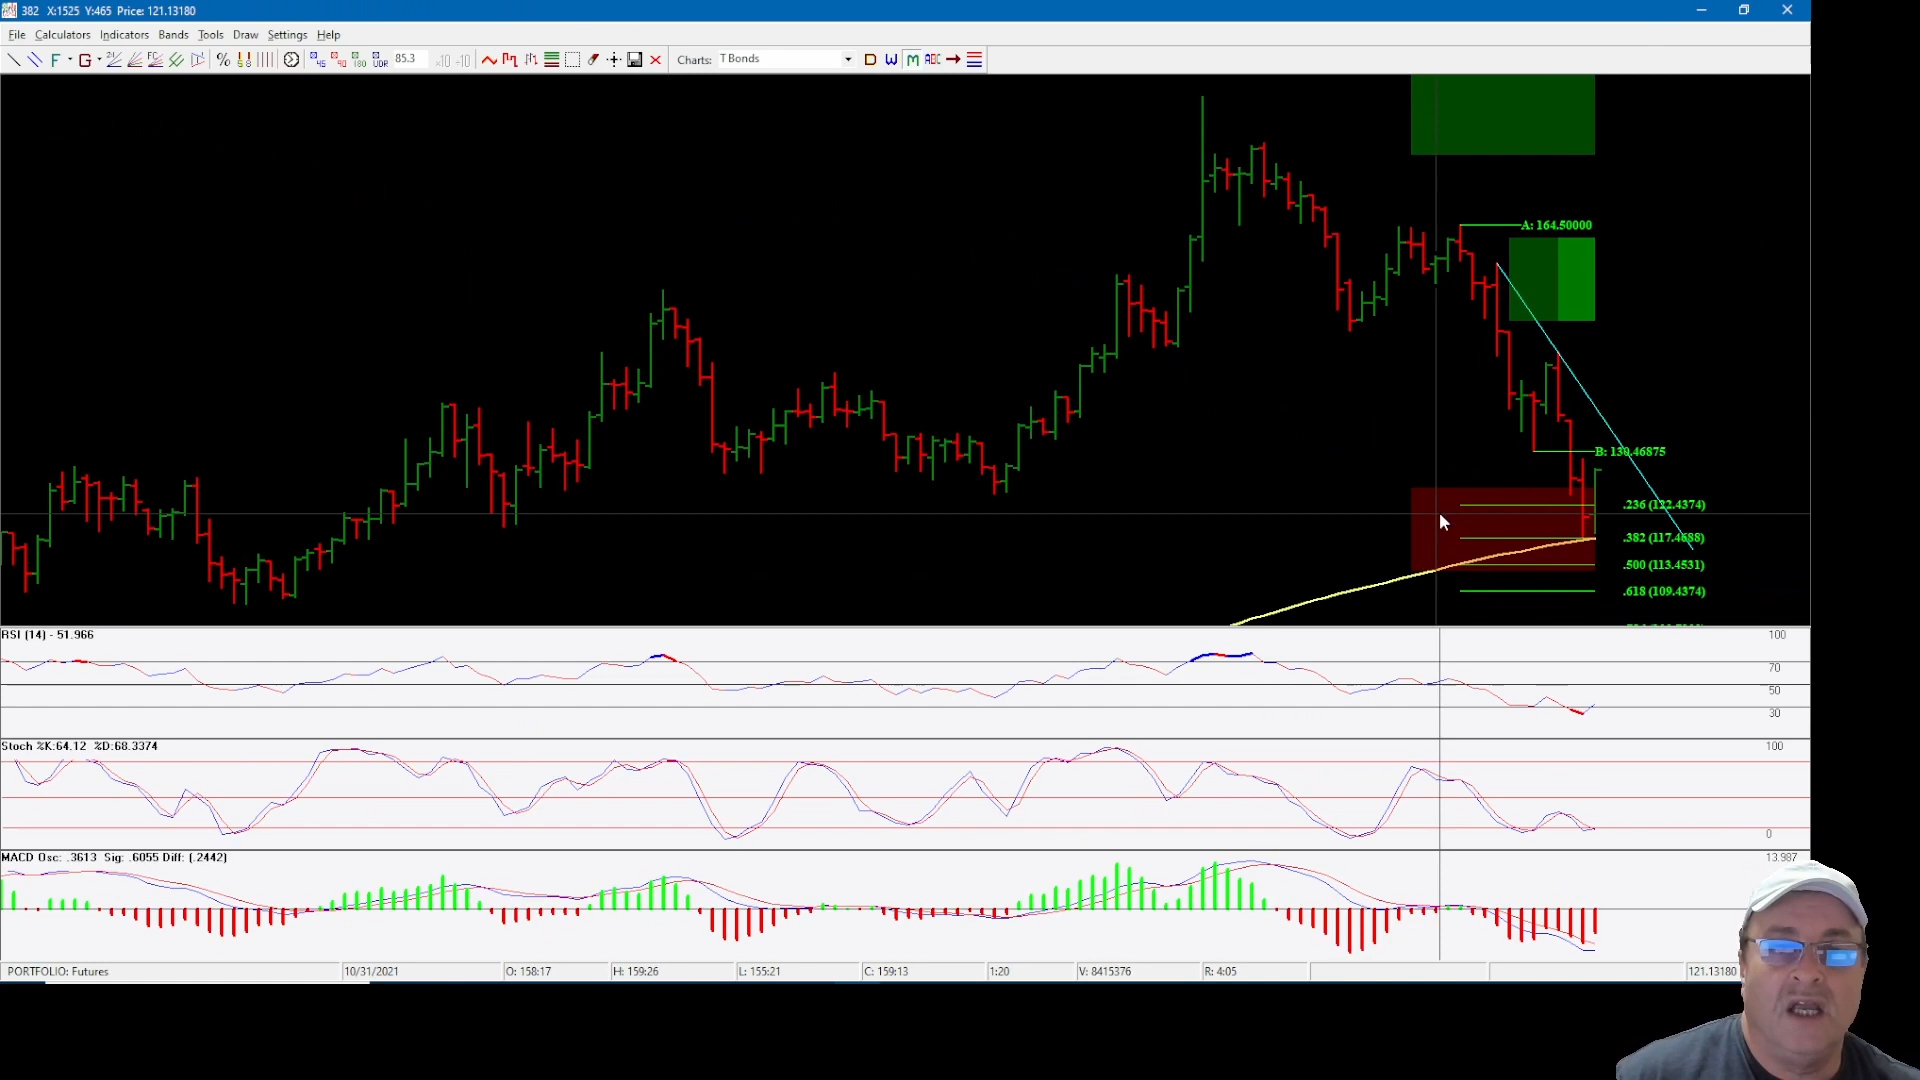 382 X:1525 Y:465 Price: 121.13180
File Calculators Indicators Bands Tools Draw Settings Help
F G % 85.3 ×10 ÷10 Charts: T Bonds D W M ABC
A: 164.50000
B: 130.46875
.236 (122.4374)
.382 (117.4688)
.500 (113.4531)
.618 (109.4374)
RSI (14) - 51.966
100
70
50
30
Stoch %K:64.12 %D:68.3374
100
0
MACD Osc: .3613 Sig: .6055 Diff: (.2442)
13.987
PORTFOLIO: Futures 10/31/2021 O: 158:17 H: 159:26 L: 155:21 C: 159:13 1:20 V: 8415376 R: 4:05 121.13180